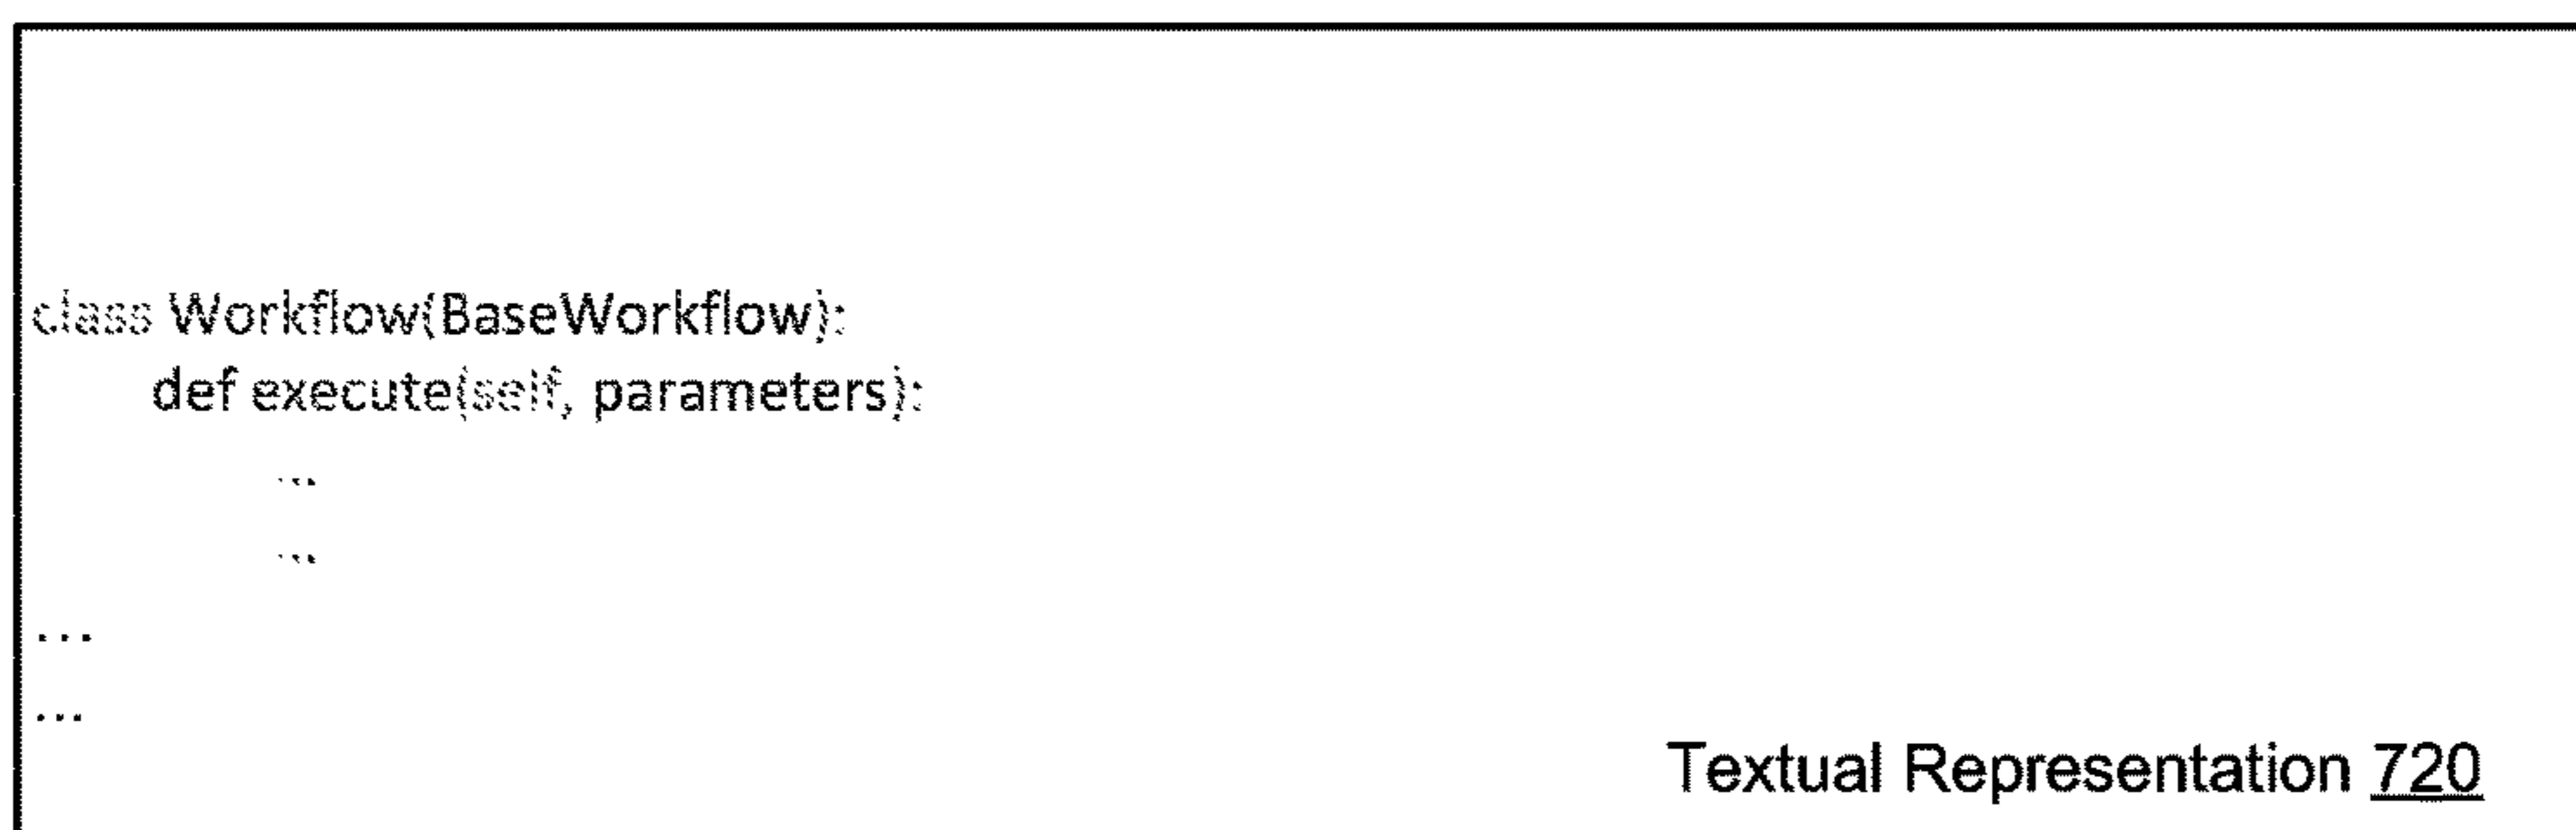 class Workflow(BaseWorkflow):
def execute(self, parameters):
...
...
...
...
Textual Representation 720